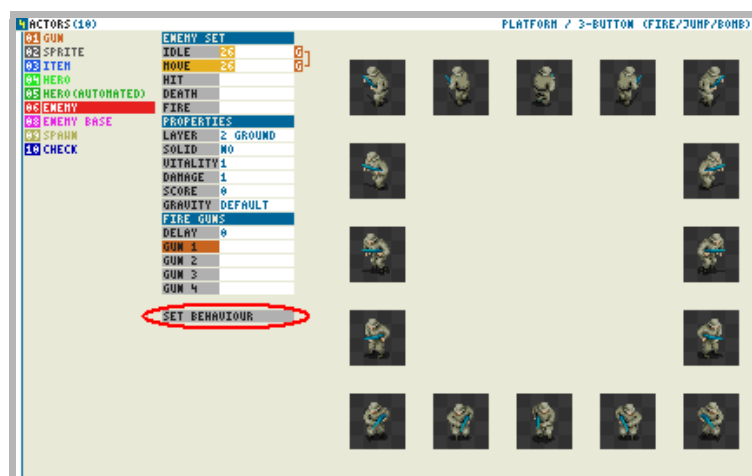 4 ACTORS(10) PLATFORM / 3-BUTTON (FIRE/JUMP/BOMB)
01 GUN
02 SPRITE
03 ITEM
04 HERO
05 HERO(AUTOMATED)
06 ENEMY
08 ENEMY BASE
09 SPAWN
10 CHECK
ENEMY SET
IDLE 26 G
MOVE 26 G
HIT
DEATH
FIRE
PROPERTIES
LAYER 2 GROUND
SOLID NO
VITALITY 1
DAMAGE 1
SCORE 0
GRAVITY DEFAULT
FIRE GUNS
DELAY 0
GUN 1
GUN 2
GUN 3
GUN 4
SET BEHAVIOUR